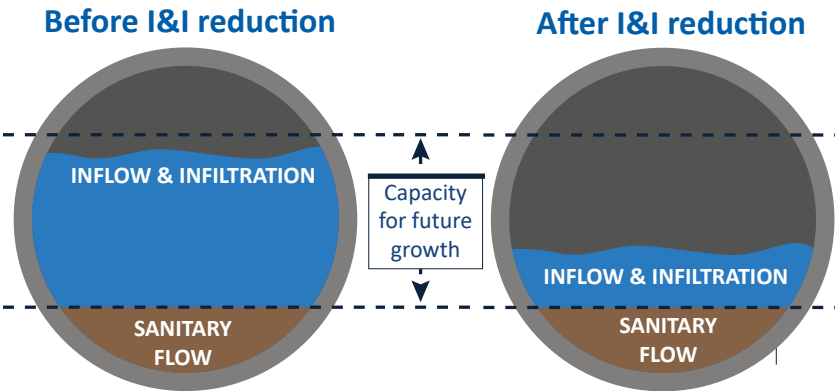 Before I&I reduction
After I&I reduction
INFLOW & INFILTRATION
Capacity
for future
growth
INFLOW & INFILTRATION
SANITARY
FLOW
SANITARY
FLOW